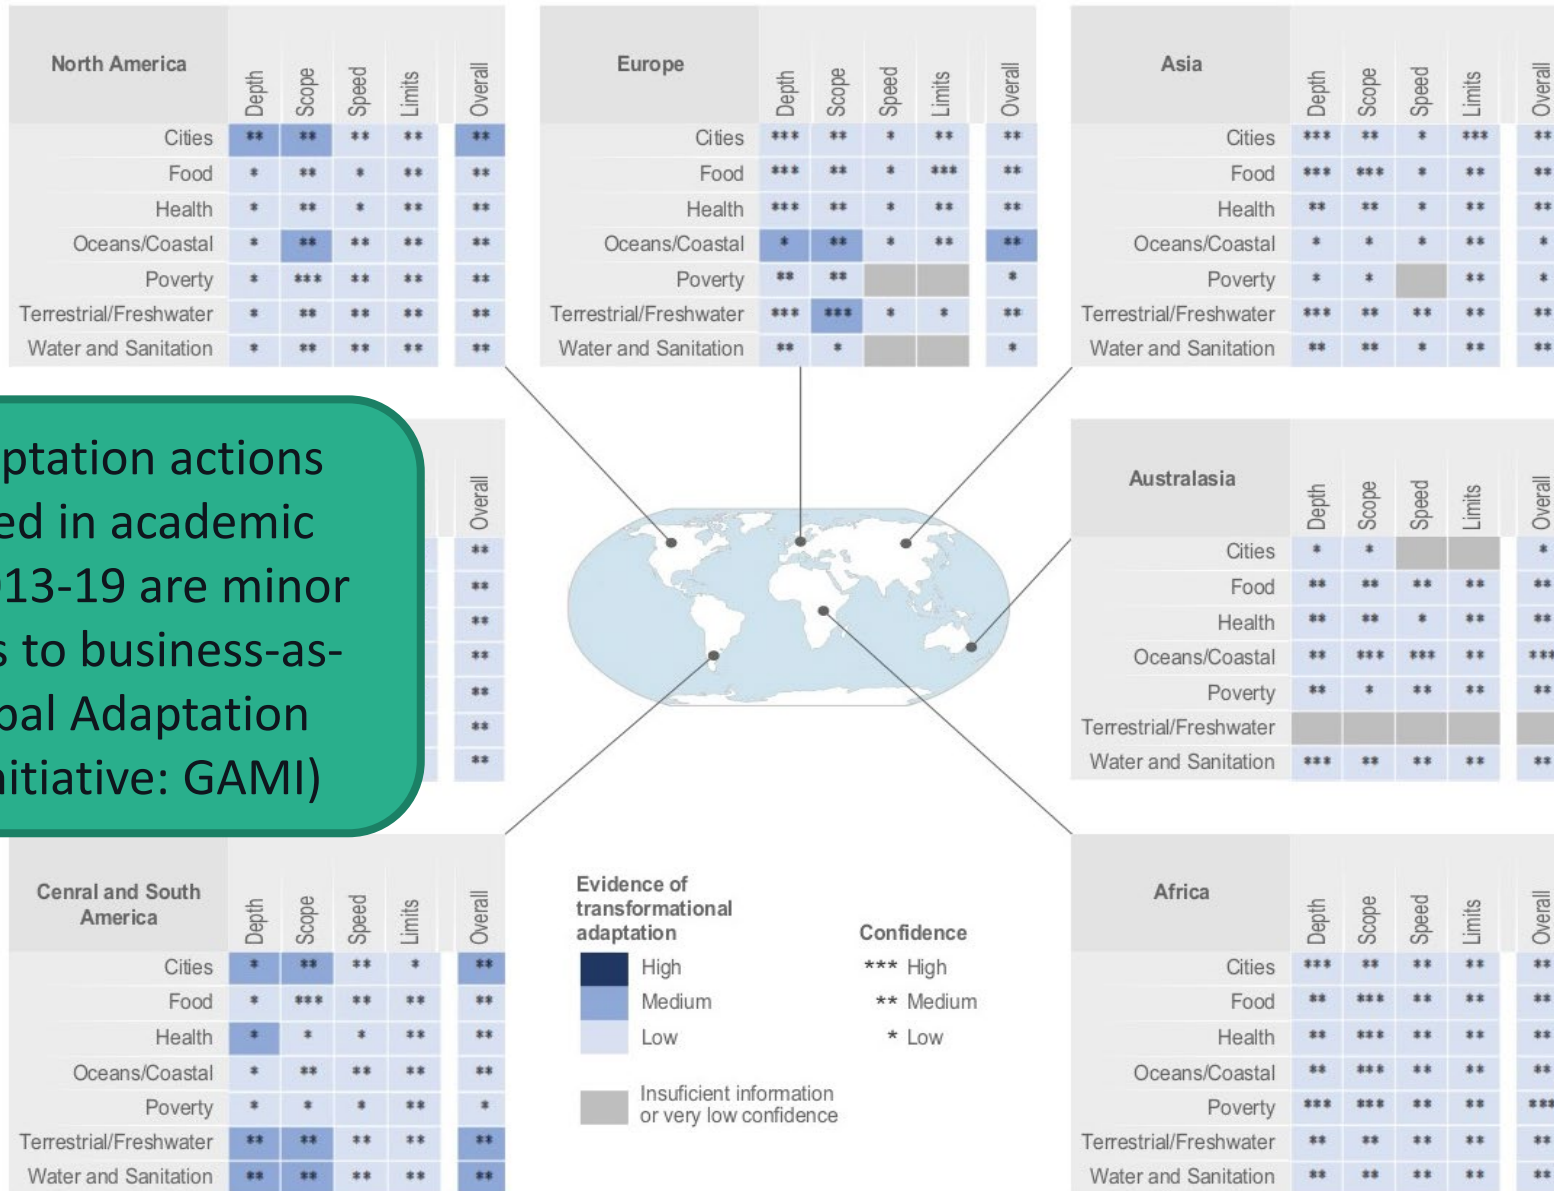 North America Depth Scope Speed Limits Overall
Cities ** ** ** ** **
Food * ** * ** **
Health * ** * ** **
Oceans/Coastal * ** ** ** **
Poverty * *** ** ** **
Terrestrial/Freshwater * ** ** ** **
Water and Sanitation * ** ** ** **
Europe Depth Scope Speed Limits Overall
Cities *** ** * ** **
Food *** ** * *** **
Health *** ** * ** **
Oceans/Coastal * ** * ** **
Poverty ** ** *
Terrestrial/Freshwater *** *** * * **
Water and Sanitation ** * *
Asia Depth Scope Speed Limits Overall
Cities *** ** * *** **
Food *** *** * ** **
Health ** ** * ** **
Oceans/Coastal * * * ** *
Poverty * * ** *
Terrestrial/Freshwater *** ** ** ** **
Water and Sanitation ** ** * ** **
ptation actions
ed in academic
013-19 are minor
s to business-as-
bal Adaptation
nitiative: GAMI)
Overall
**
**
**
**
**
**
**
Australasia Depth Scope Speed Limits Overall
Cities * * *
Food ** ** ** ** **
Health ** ** * ** **
Oceans/Coastal ** *** *** ** ***
Poverty ** * ** ** **
Terrestrial/Freshwater
Water and Sanitation *** ** ** ** **
Cenral and South
America Depth Scope Speed Limits Overall
Cities * ** ** * **
Food * *** ** ** **
Health * * * ** **
Oceans/Coastal * ** ** ** **
Poverty * * * ** *
Terrestrial/Freshwater ** ** ** ** **
Water and Sanitation ** ** ** ** **
Evidence of
transformational
adaptation
High
Medium
Low
Insuficient information
or very low confidence
Confidence
*** High
** Medium
* Low
Africa Depth Scope Speed Limits Overall
Cities *** ** ** ** **
Food ** *** ** ** **
Health ** *** ** ** **
Oceans/Coastal ** *** ** ** **
Poverty *** *** ** ** ***
Terrestrial/Freshwater ** ** ** ** **
Water and Sanitation ** ** ** ** **